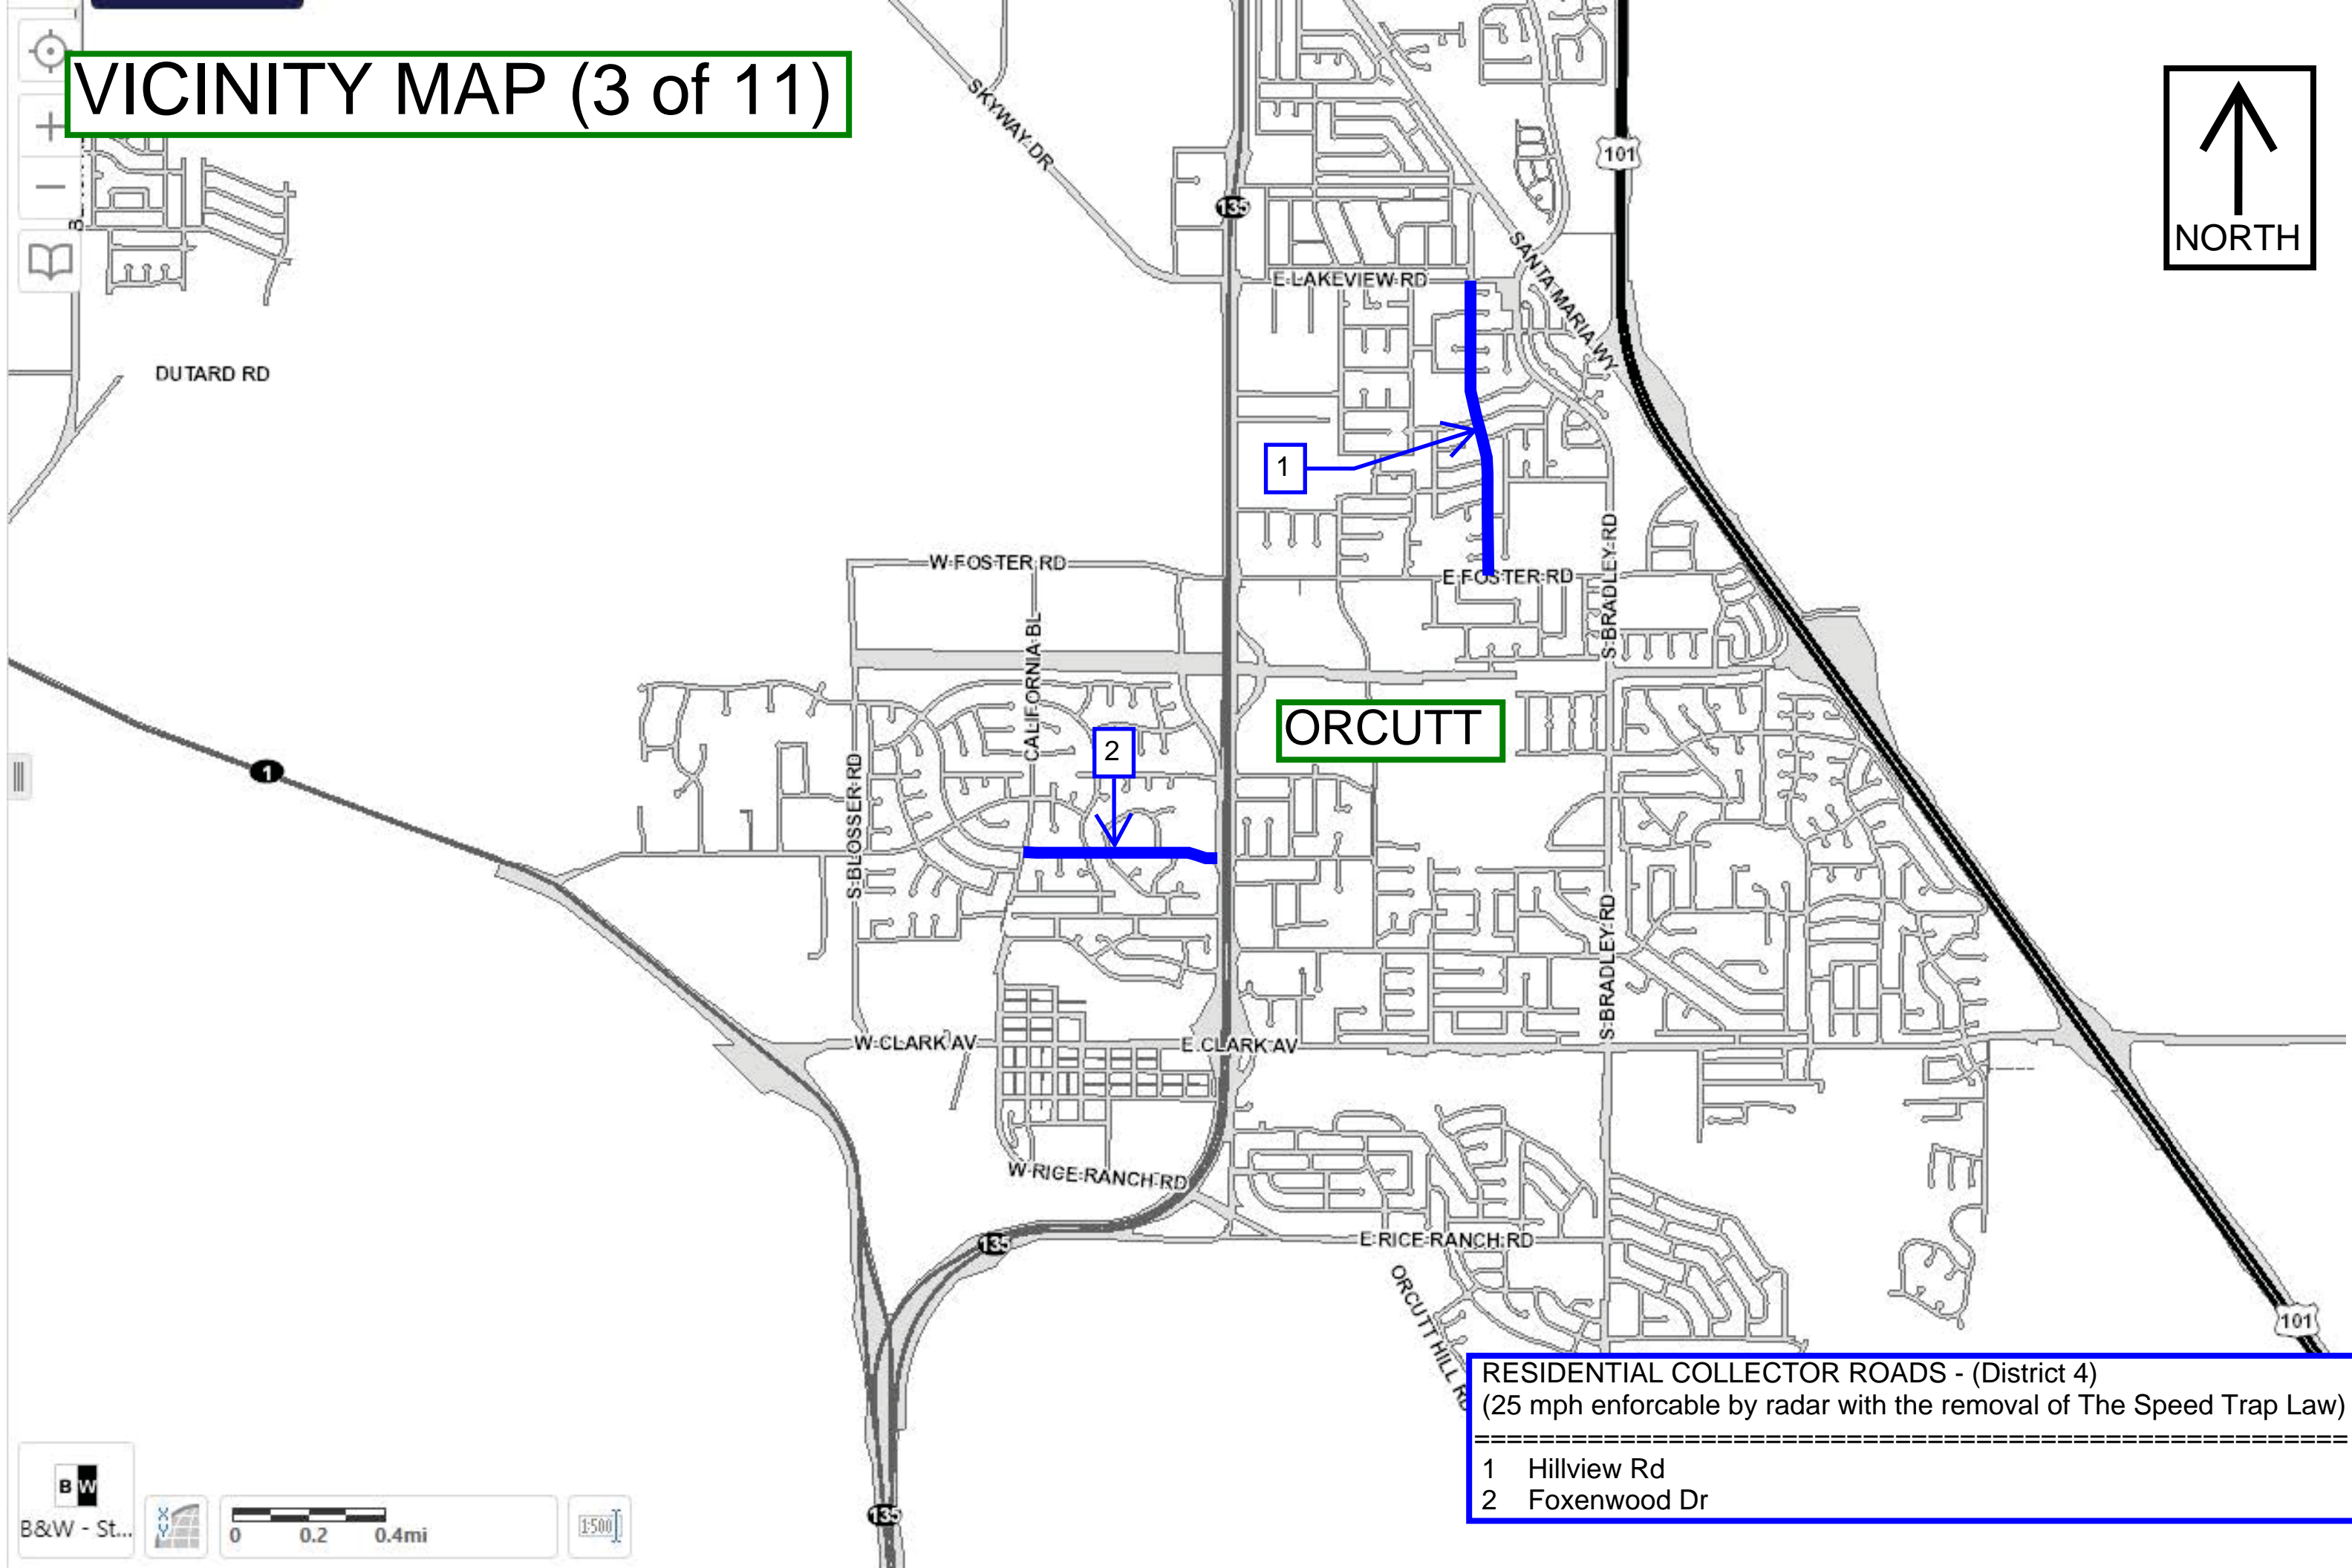 VICINITY MAP (3 of 11)
SKYWAY DR
101
NORTH
135
SANTA MARIA WY
E LAKEVIEW RD
DUTARD RD
1
W FOSTER RD
E FOSTER RD
S BRADLEY RD
CALIFORNIA BL
ORCUTT
2
1
S BLOSSER RD
S BRADLEY RD
W CLARK AV
E CLARK AV
W RICE RANCH RD
135
E RICE RANCH RD
ORCUTT HILL RD
101
RESIDENTIAL COLLECTOR ROADS - (District 4)
(25 mph enforcable by radar with the removal of The Speed Trap Law)
=======================================================
1 Hillview Rd
2 Foxenwood Dr
B W
B&W - St...
X Y
0 0.2 0.4mi
1:500
135